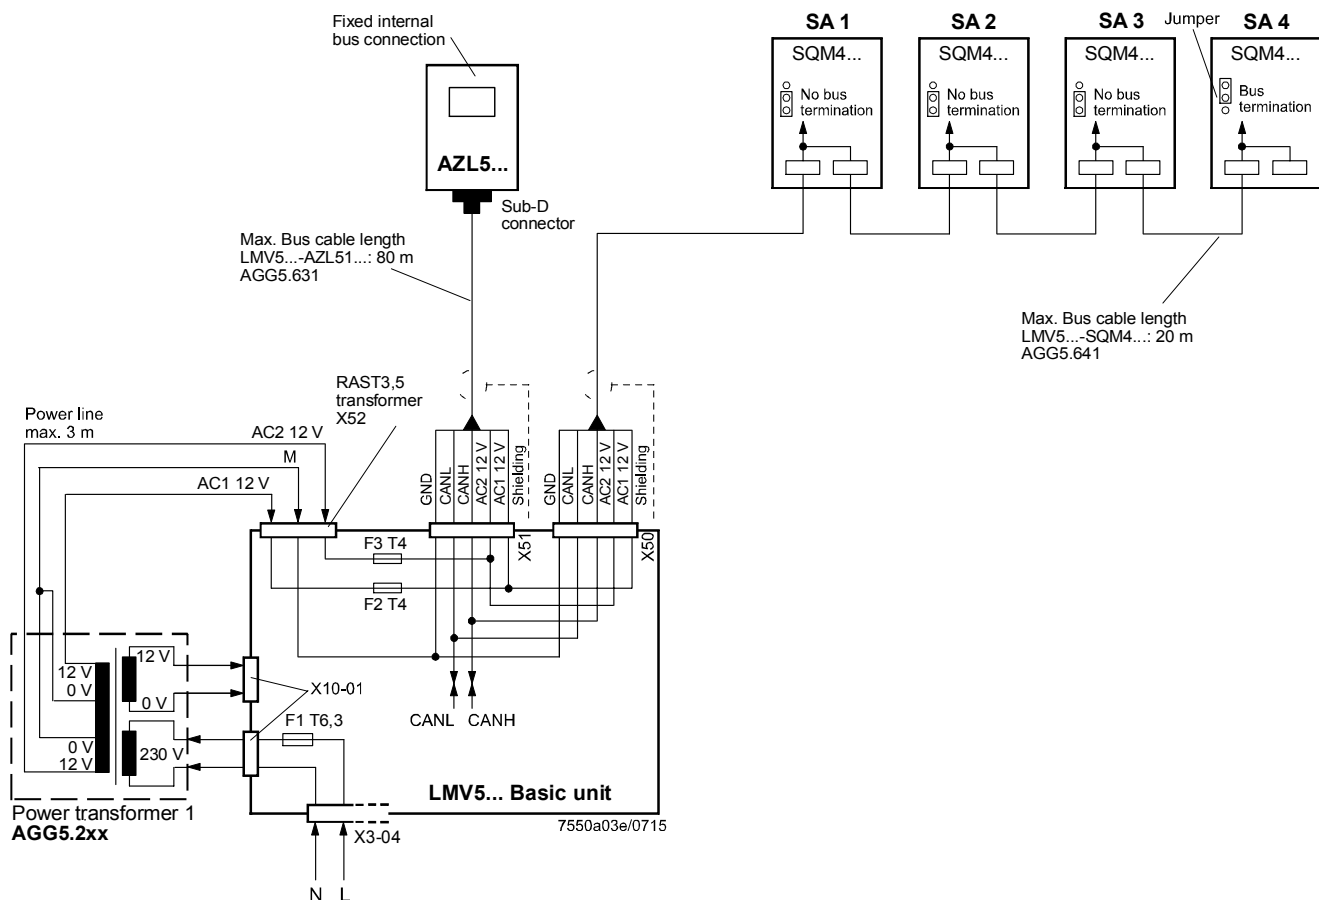 Fixed internal
bus connection
AZL5...
Sub-D
connector
Max. Bus cable length
LMV5...-AZL51...: 80 m
AGG5.631
SA 1
SA 2
SA 3
SA 4
Jumper
SQM4...
SQM4...
SQM4...
SQM4...
No bus
termination
No bus
termination
No bus
termination
Bus
termination
Max. Bus cable length
LMV5...-SQM4...: 20 m
AGG5.641
RAST3,5
transformer
X52
Power line
max. 3 m
AC2 12 V
M
AC1 12 V
GND
CANL
CANH
AC2 12 V
AC1 12 V
Shielding
GND
CANL
CANH
AC2 12 V
AC1 12 V
Shielding
X51
X50
F3 T4
F2 T4
12 V
0 V
0 V
12 V
12 V
0 V
230 V
X10-01
F1 T6,3
CANL
CANH
LMV5... Basic unit
Power transformer 1
AGG5.2xx
X3-04
7550a03e/0715
N
L